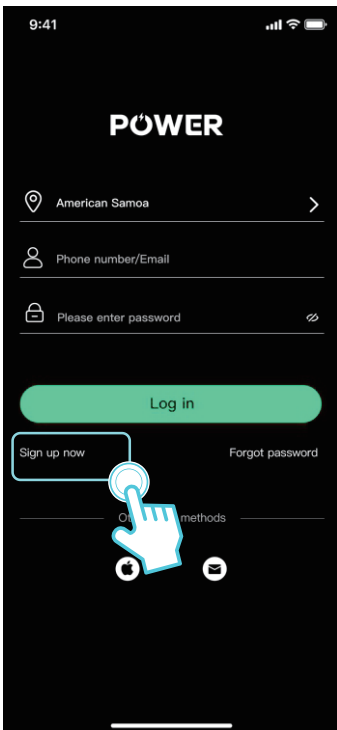 9:41
POWER
American Samoa
Phone number/Email
Please enter password
Log in
Sign up now
Forgot password
methods